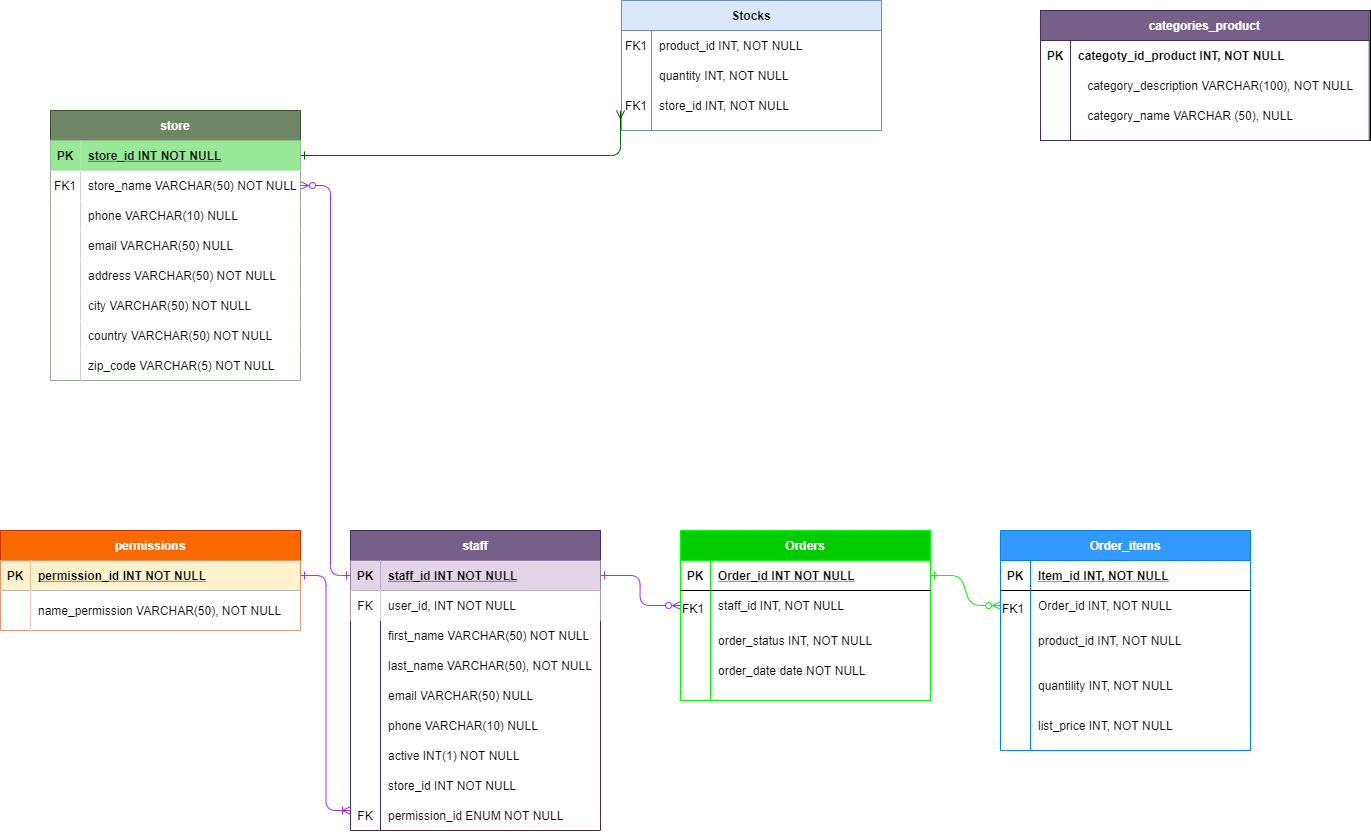 Stocks
FK1 product_id INT, NOT NULL
quantity INT, NOT NULL
FK1 store_id INT, NOT NULL
categories_product
PK categoty_id_product INT, NOT NULL
category_description VARCHAR(100), NOT NULL
category_name VARCHAR (50), NULL
store
PK store_id INT NOT NULL
FK1 store_name VARCHAR(50) NOT NULL
phone VARCHAR(10) NULL
email VARCHAR(50) NULL
address VARCHAR(50) NOT NULL
city VARCHAR(50) NOT NULL
country VARCHAR(50) NOT NULL
zip_code VARCHAR(5) NOT NULL
permissions
PK permission_id INT NOT NULL
name_permission VARCHAR(50), NOT NULL
staff
PK staff_id INT NOT NULL
FK user_id, INT NOT NULL
first_name VARCHAR(50) NOT NULL
last_name VARCHAR(50), NOT NULL
email VARCHAR(50) NULL
phone VARCHAR(10) NULL
active INT(1) NOT NULL
store_id INT NOT NULL
FK permission_id ENUM NOT NULL
Orders
PK Order_id INT NOT NULL
FK1 staff_id INT, NOT NULL
order_status INT, NOT NULL
order_date date NOT NULL
Order_items
PK Item_id INT, NOT NULL
FK1 Order_id INT, NOT NULL
product_id INT, NOT NULL
quantility INT, NOT NULL
list_price INT, NOT NULL